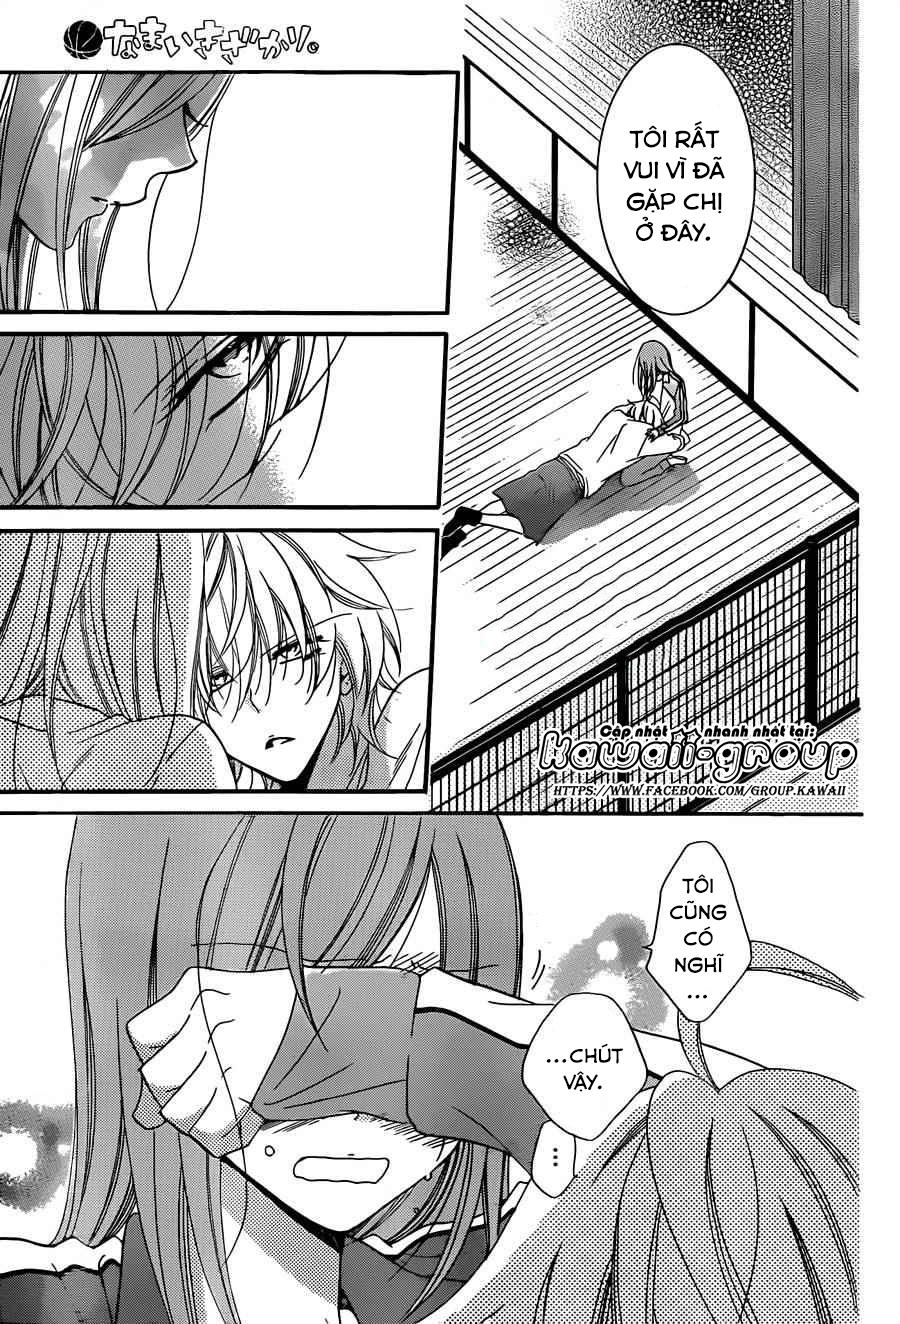 なまいきざかり。
TÔI RẤT
VUI VÌ ĐÃ
GẶP CHỊ
Ở ĐÂY.
Cập nhật nhanh nhất tại:
kawaii-group
HTTPS://WWW.FACEBOOK.COM/GROUP.KAWAII
TÔI
CŨNG
CÓ
NGHĨ
...
...CHÚT
VẬY.
...